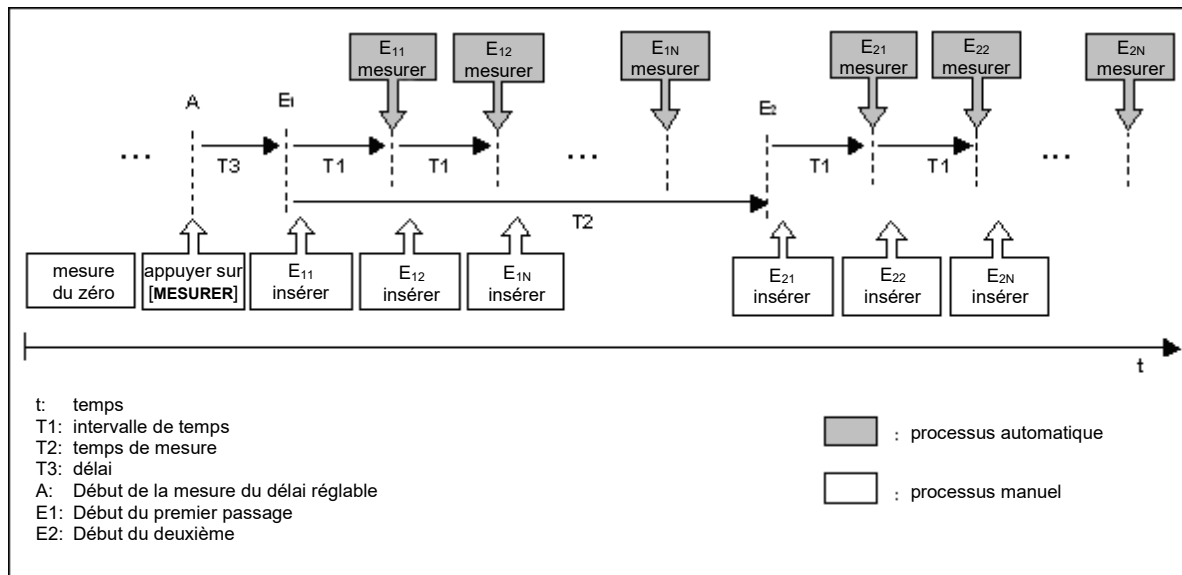 E11 mesurer
E12 mesurer
E1N mesurer
E21 mesurer
E22 mesurer
E2N mesurer
A
E1
E2
...
T3
T1
T1
...
T1
T1
...
T2
mesure du zéro
appuyer sur [MESURER]
E11 insérer
E12 insérer
E1N insérer
E21 insérer
E22 insérer
E2N insérer
t
t: temps
T1: intervalle de temps
T2: temps de mesure
T3: délai
A: Début de la mesure du délai réglable
E1: Début du premier passage
E2: Début du deuxième
: processus automatique
: processus manuel